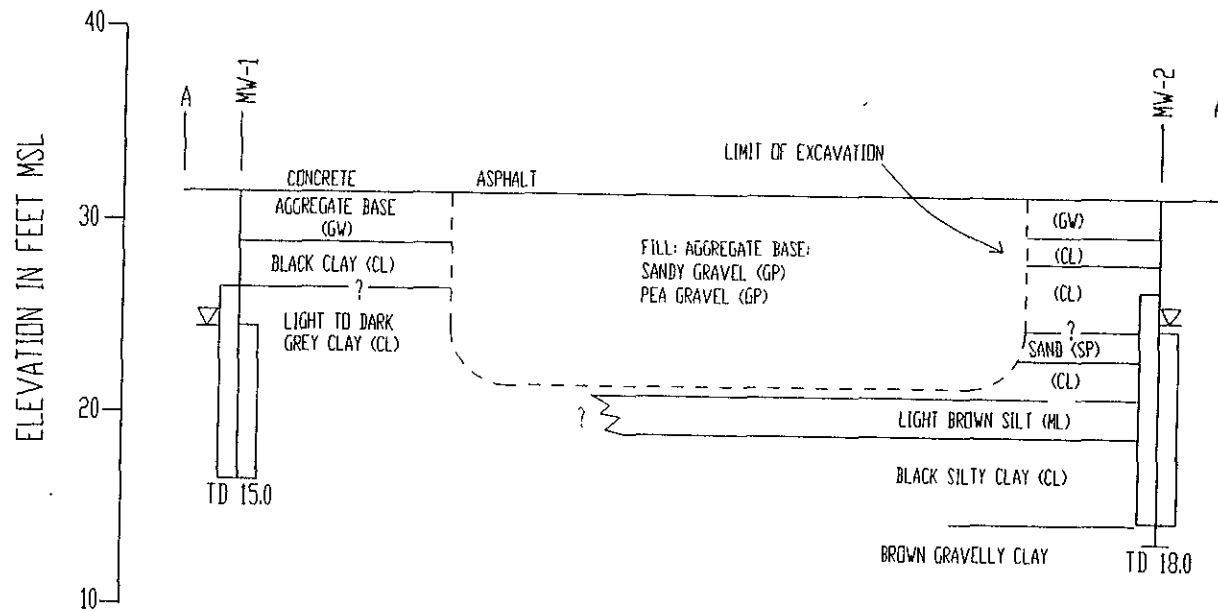 40
A
MW-1
MW-2
ELEVATION IN FEET MSL
LIMIT OF EXCAVATION
CONCRETE
ASPHALT
30
AGGREGATE BASE
(GW)
BLACK CLAY (CL)
?
LIGHT TO DARK
GREY CLAY (CL)
FILL: AGGREGATE BASE:
SANDY GRAVEL (GP)
PEA GRAVEL (GP)
(GW)
(CL)
(CL)
?
SAND (SP)
(CL)
20
?
LIGHT BROWN SILT (ML)
TD 15.0
BLACK SILTY CLAY (CL)
BROWN GRAVELLY CLAY
TD 18.0
10